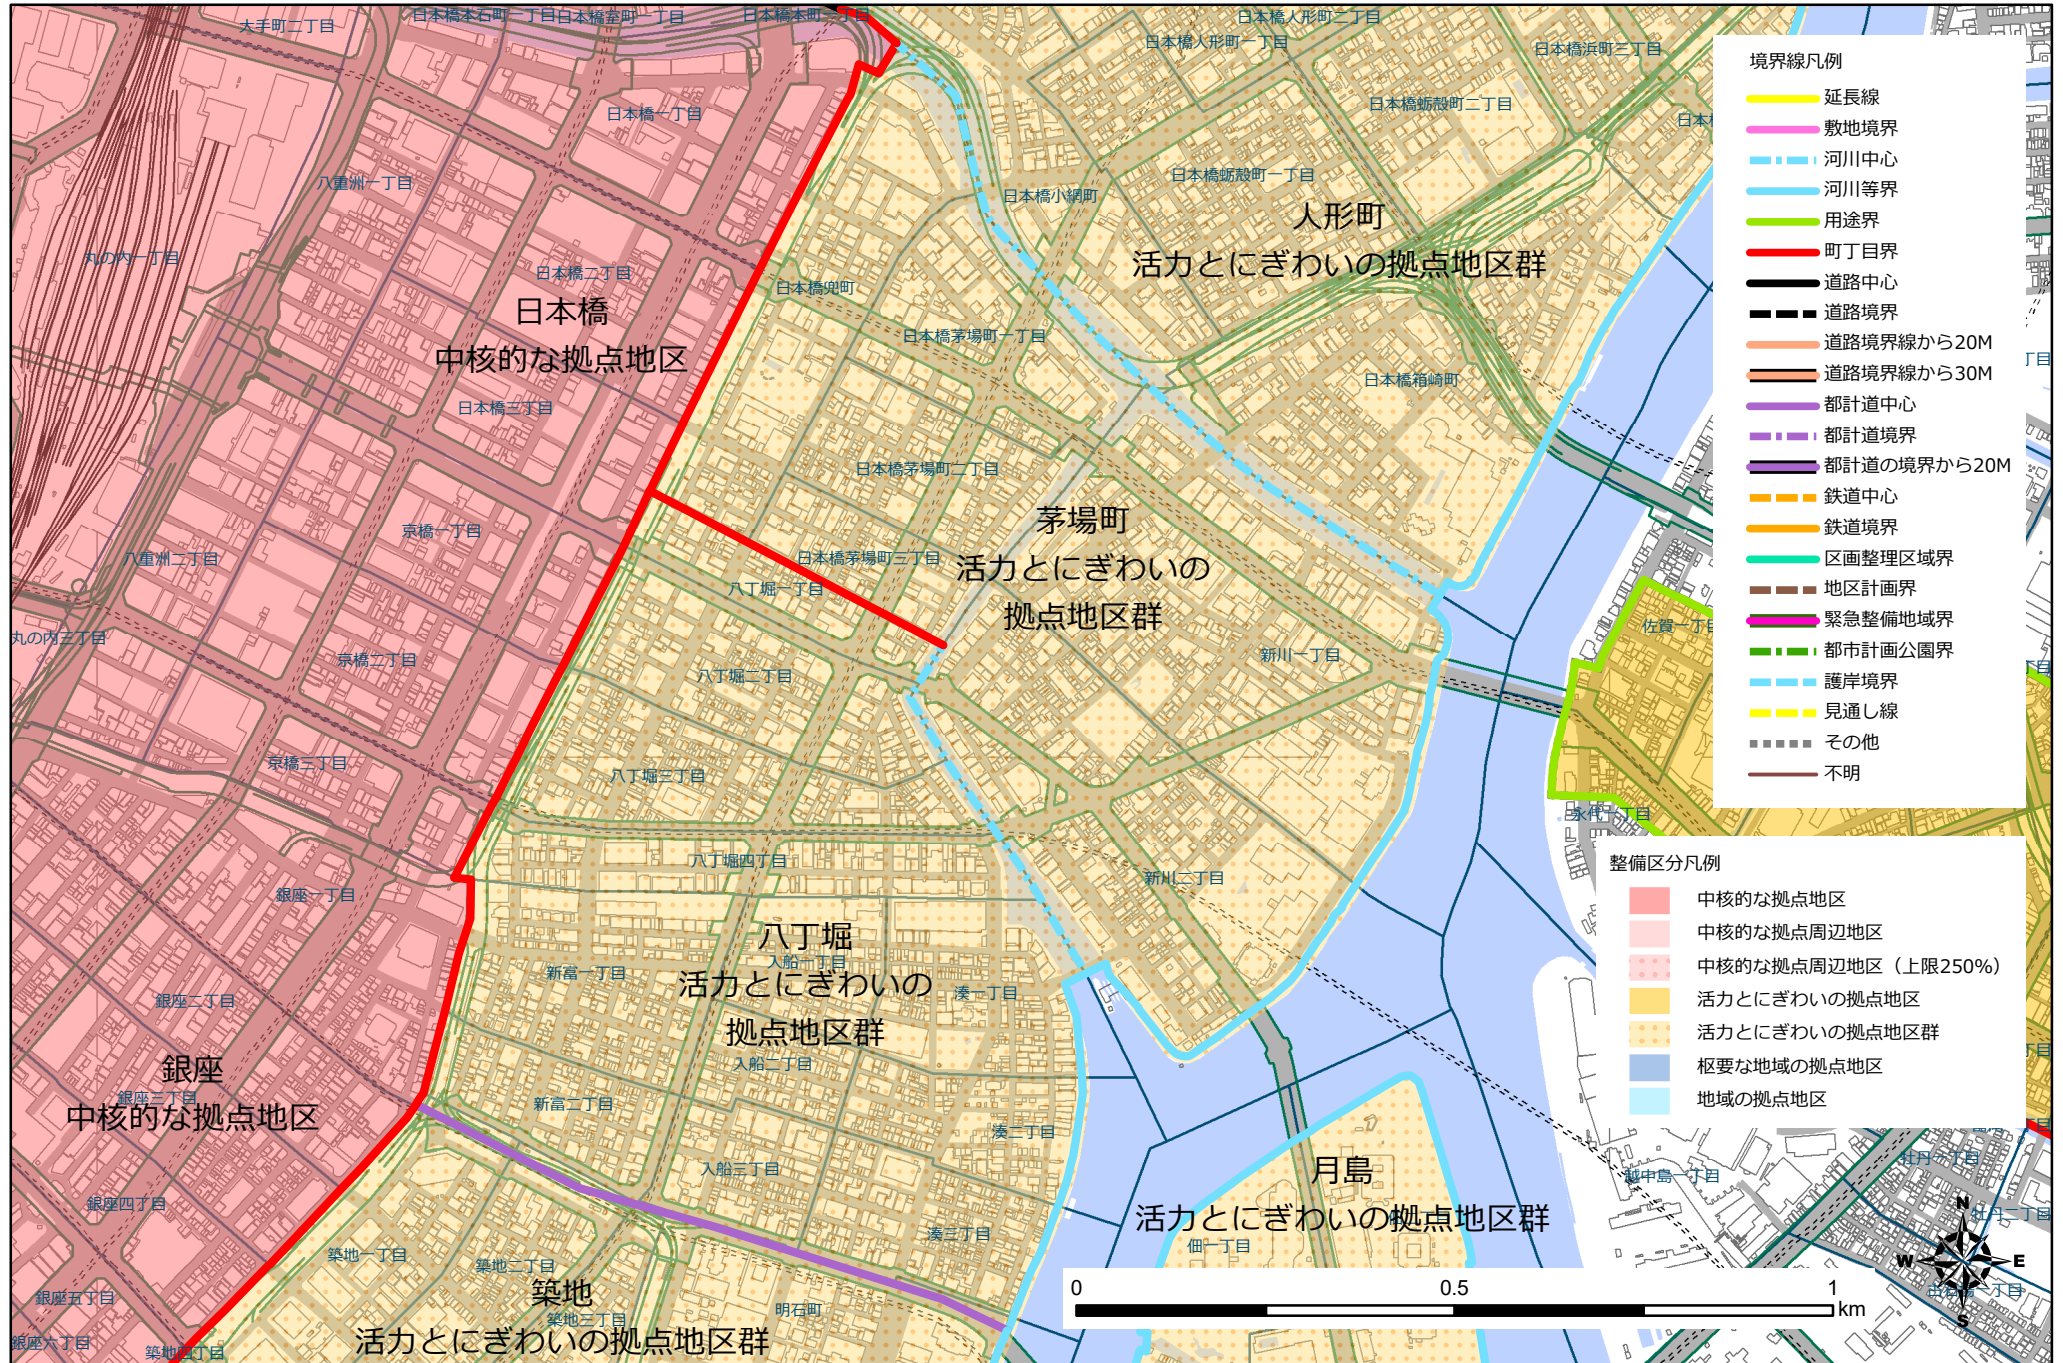 大手町二丁目
日本橋本石町一丁目
日本橋室町一丁目
日本橋人形町二丁目
日本橋人形町一丁目
日本橋浜町三丁目
日本橋一丁目
日本橋蛎殻町二丁目
八重洲一丁目
日本橋小網町
日本橋蛎殻町一丁目
人形町
活力とにぎわいの拠点地区群
丸の内一丁目
日本橋二丁目
日本橋兜町
日本橋
中核的な拠点地区
日本橋茅場町一丁目
日本橋箱崎町
日本橋三丁目
日本橋茅場町二丁目
京橋一丁目
茅場町
活力とにぎわいの
拠点地区群
八重洲二丁目
日本橋茅場町三丁目
八丁堀一丁目
丸の内三丁目
京橋二丁目
八丁堀二丁目
新川一丁目
京橋三丁目
八丁堀三丁目
永代一丁目
八丁堀四丁目
銀座一丁目
新川二丁目
八丁堀
活力とにぎわいの
拠点地区群
入船一丁目
新富一丁目
湊一丁目
銀座二丁目
入船二丁目
銀座
中核的な拠点地区
銀座三丁目
新富二丁目
湊二丁目
入船三丁目
月島
活力とにぎわいの拠点地区群
佃一丁目
越中島一丁目
牡丹一丁目
牡丹二丁目
銀座四丁目
湊三丁目
築地一丁目
築地二丁目
築地
活力とにぎわいの拠点地区群
築地三丁目
明石町
銀座五丁目
銀座六丁目
築地四丁目
境界線凡例
延長線
敷地境界
河川中心
河川等界
用途界
町丁目界
道路中心
道路境界
道路境界線から20M
道路境界線から30M
都計道中心
都計道境界
都計道の境界から20M
鉄道中心
鉄道境界
区画整理区域界
地区計画界
緊急整備地域界
都市計画公園界
護岸境界
見通し線
その他
不明
整備区分凡例
中核的な拠点地区
中核的な拠点周辺地区
中核的な拠点周辺地区（上限250%）
活力とにぎわいの拠点地区
活力とにぎわいの拠点地区群
枢要な地域の拠点地区
地域の拠点地区
N
W E
S
0 0.5 1
km